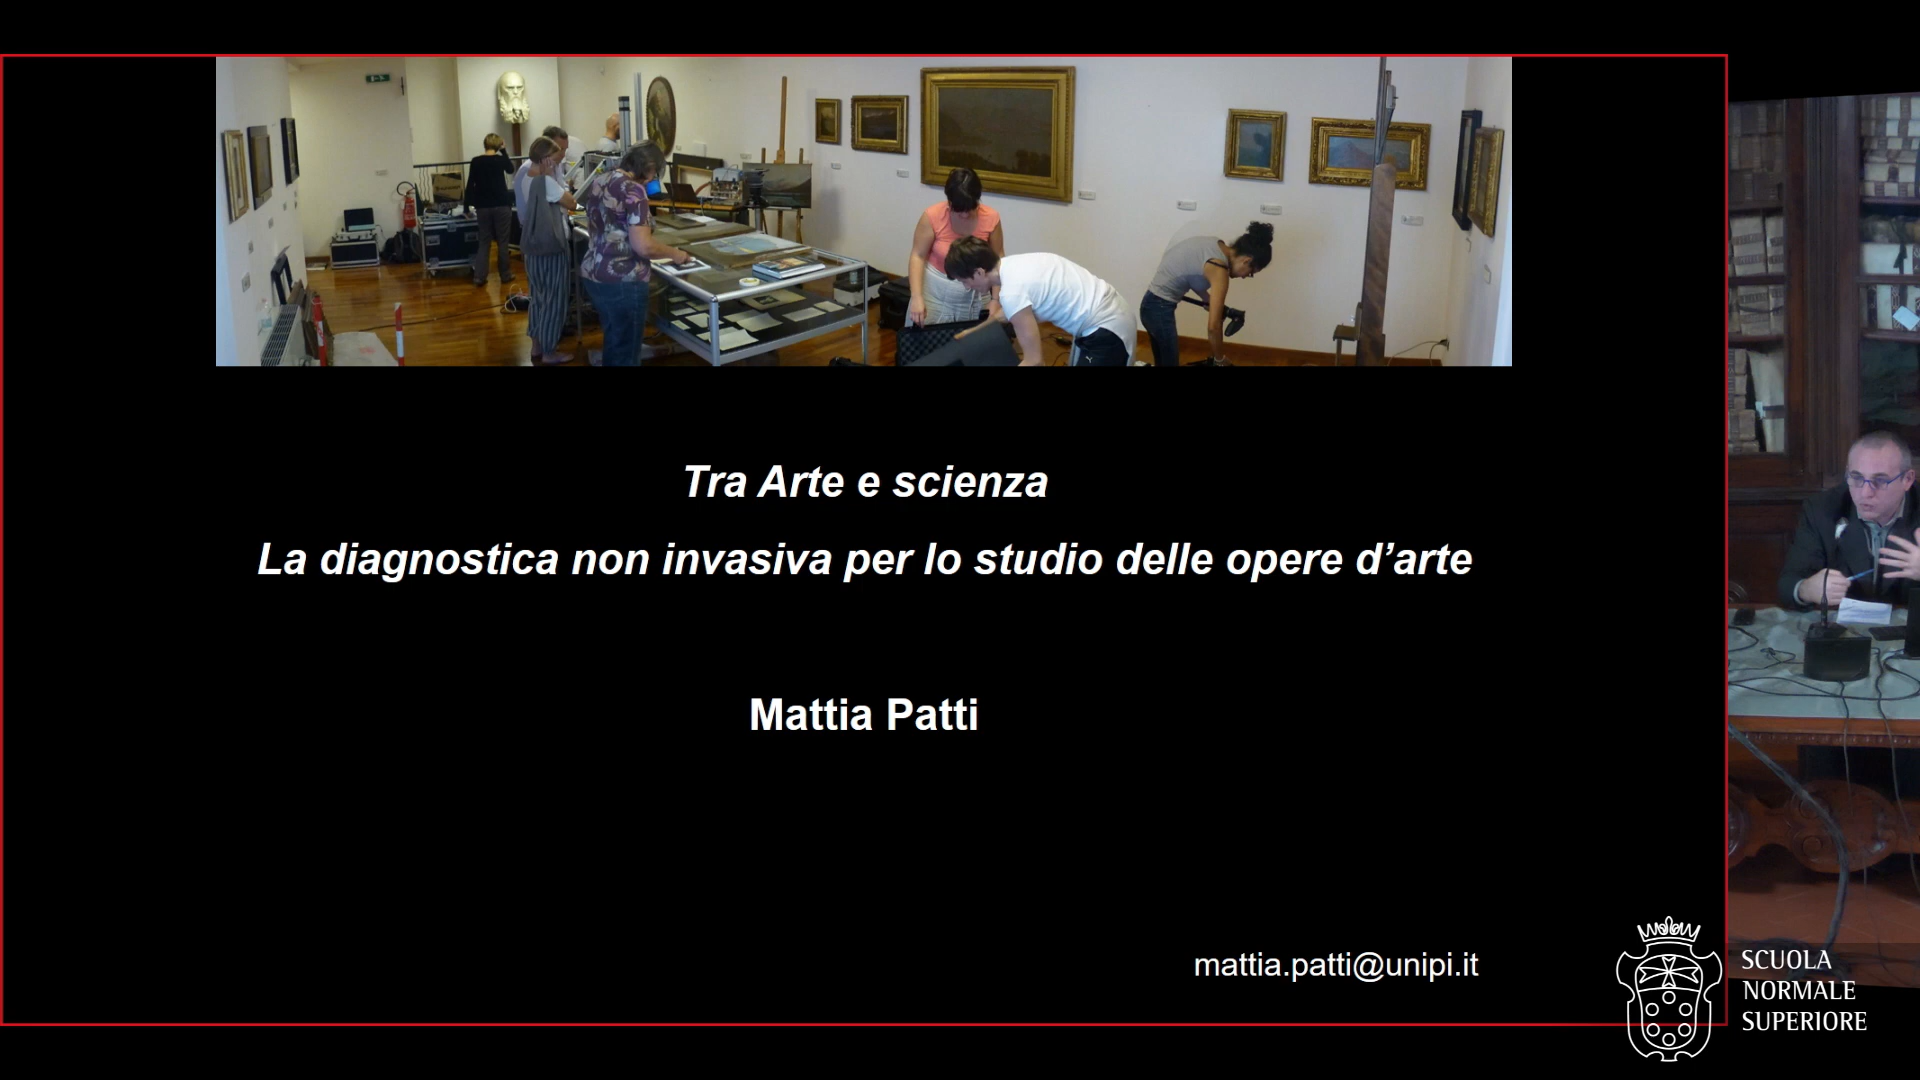 Tra Arte e scienza
La diagnostica non invasiva per lo studio delle opere d’arte
Mattia Patti
mattia.patti@unipi.it
SCUOLA
NORMALE
SUPERIORE